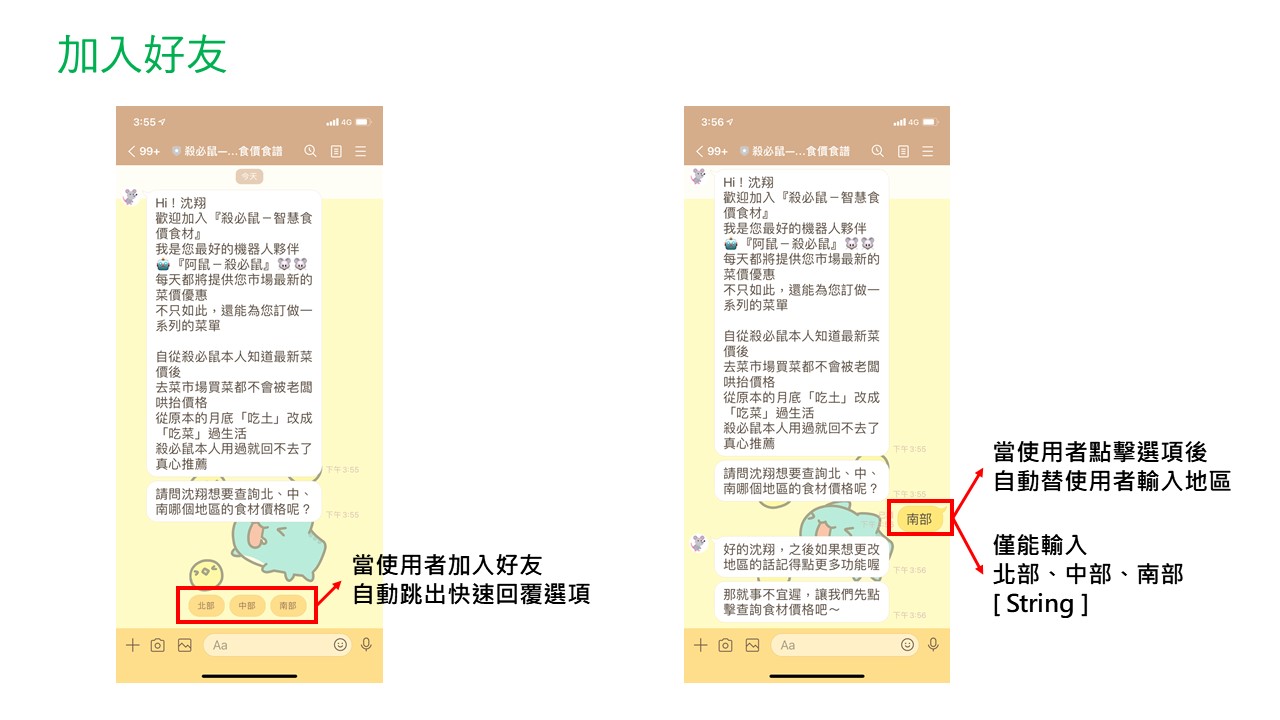 加入好友
3:55
4G
99+
殺必鼠—...食價食譜
今天
Hi！沈翔
歡迎加入『殺必鼠－智慧食
價食材』
我是您最好的機器人夥伴
『阿鼠－殺必鼠』
每天都將提供您市場最新的
菜價優惠
不只如此，還能為您訂做一
系列的菜單
自從殺必鼠本人知道最新菜
價後
去菜市場買菜都不會被老闆
哄抬價格
從原本的月底「吃土」改成
「吃菜」過生活
殺必鼠本人用過就回不去了
真心推薦
下午3:55
請問沈翔想要查詢北、中、
南哪個地區的食材價格呢？
下午3:55
北部
中部
南部
Aa
當使用者加入好友
自動跳出快速回覆選項
3:56
4G
99+
殺必鼠—...食價食譜
Hi！沈翔
歡迎加入『殺必鼠－智慧食
價食材』
我是您最好的機器人夥伴
『阿鼠－殺必鼠』
每天都將提供您市場最新的
菜價優惠
不只如此，還能為您訂做一
系列的菜單
自從殺必鼠本人知道最新菜
價後
去菜市場買菜都不會被老闆
哄抬價格
從原本的月底「吃土」改成
「吃菜」過生活
殺必鼠本人用過就回不去了
真心推薦
下午3:55
請問沈翔想要查詢北、中、
南哪個地區的食材價格呢？
下午3:55
南部
好的沈翔，之後如果想更改
地區的話記得點更多功能喔
下午3:56
那就事不宜遲，讓我們先點
擊查詢食材價格吧～
下午3:56
Aa
當使用者點擊選項後
自動替使用者輸入地區
僅能輸入
北部、中部、南部
[ String ]